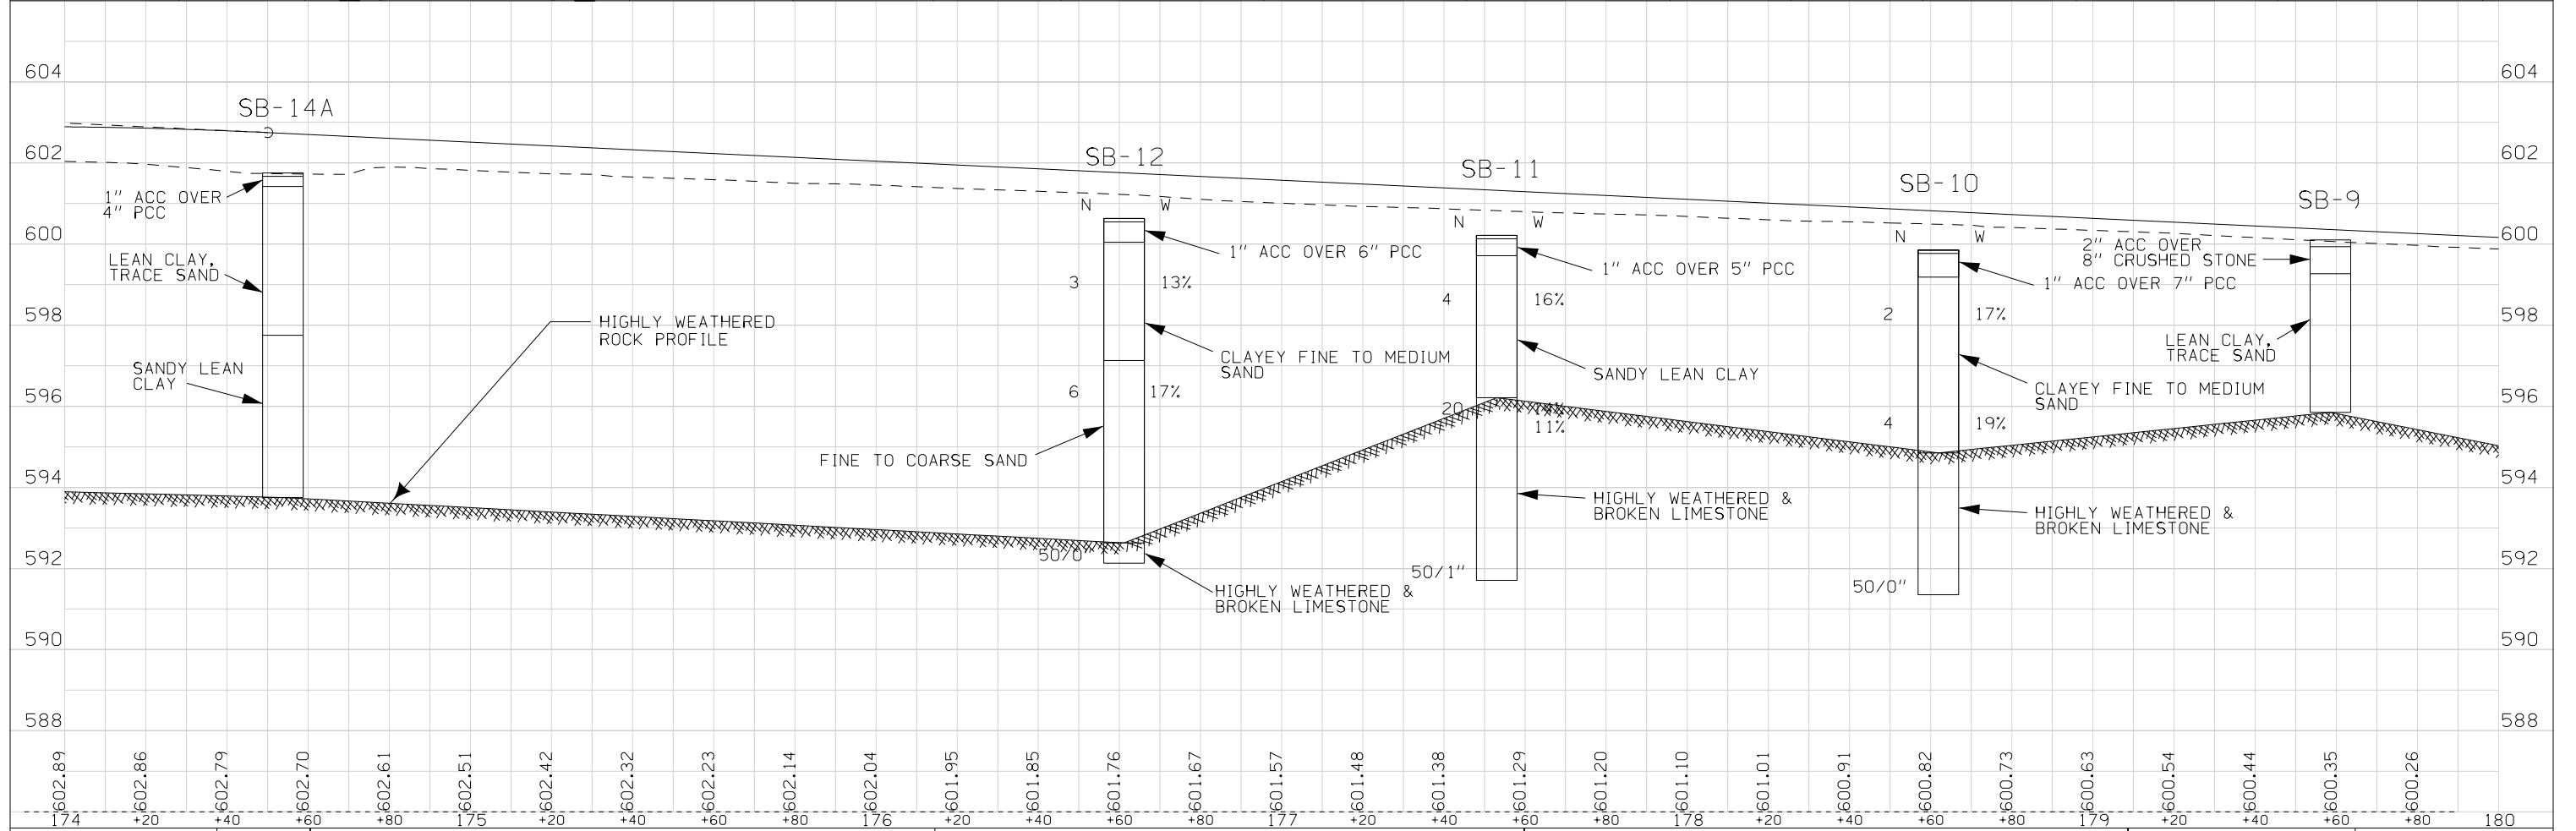 604
604
SB-14A
602
602
SB-12
SB-11
SB-10
SB-9
1" ACC OVER
4" PCC
N
W
N
W
N
W
600
600
1" ACC OVER 6" PCC
1" ACC OVER 5" PCC
1" ACC OVER 7" PCC
2" ACC OVER
8" CRUSHED STONE
LEAN CLAY,
TRACE SAND
3
13%
4
16%
2
17%
598
598
HIGHLY WEATHERED
ROCK PROFILE
CLAYEY FINE TO MEDIUM
SAND
SANDY LEAN CLAY
LEAN CLAY,
TRACE SAND
SANDY LEAN
CLAY
6
17%
CLAYEY FINE TO MEDIUM
SAND
596
596
20
14%
11%
4
19%
FINE TO COARSE SAND
594
594
HIGHLY WEATHERED &
BROKEN LIMESTONE
HIGHLY WEATHERED &
BROKEN LIMESTONE
592
592
50/0"
50/1"
50/0"
HIGHLY WEATHERED &
BROKEN LIMESTONE
590
590
588
588
602.89
602.86
602.79
602.70
602.61
602.51
602.42
602.32
602.23
602.14
602.04
601.95
601.85
601.76
601.67
601.57
601.48
601.38
601.29
601.20
601.10
601.01
600.91
600.82
600.73
600.63
600.54
600.44
600.35
600.26
174 +20 +40 +60 +80 175 +20 +40 +60 +80 176 +20 +40 +60 +80 177 +20 +40 +60 +80 178 +20 +40 +60 +80 179 +20 +40 +60 +80 180